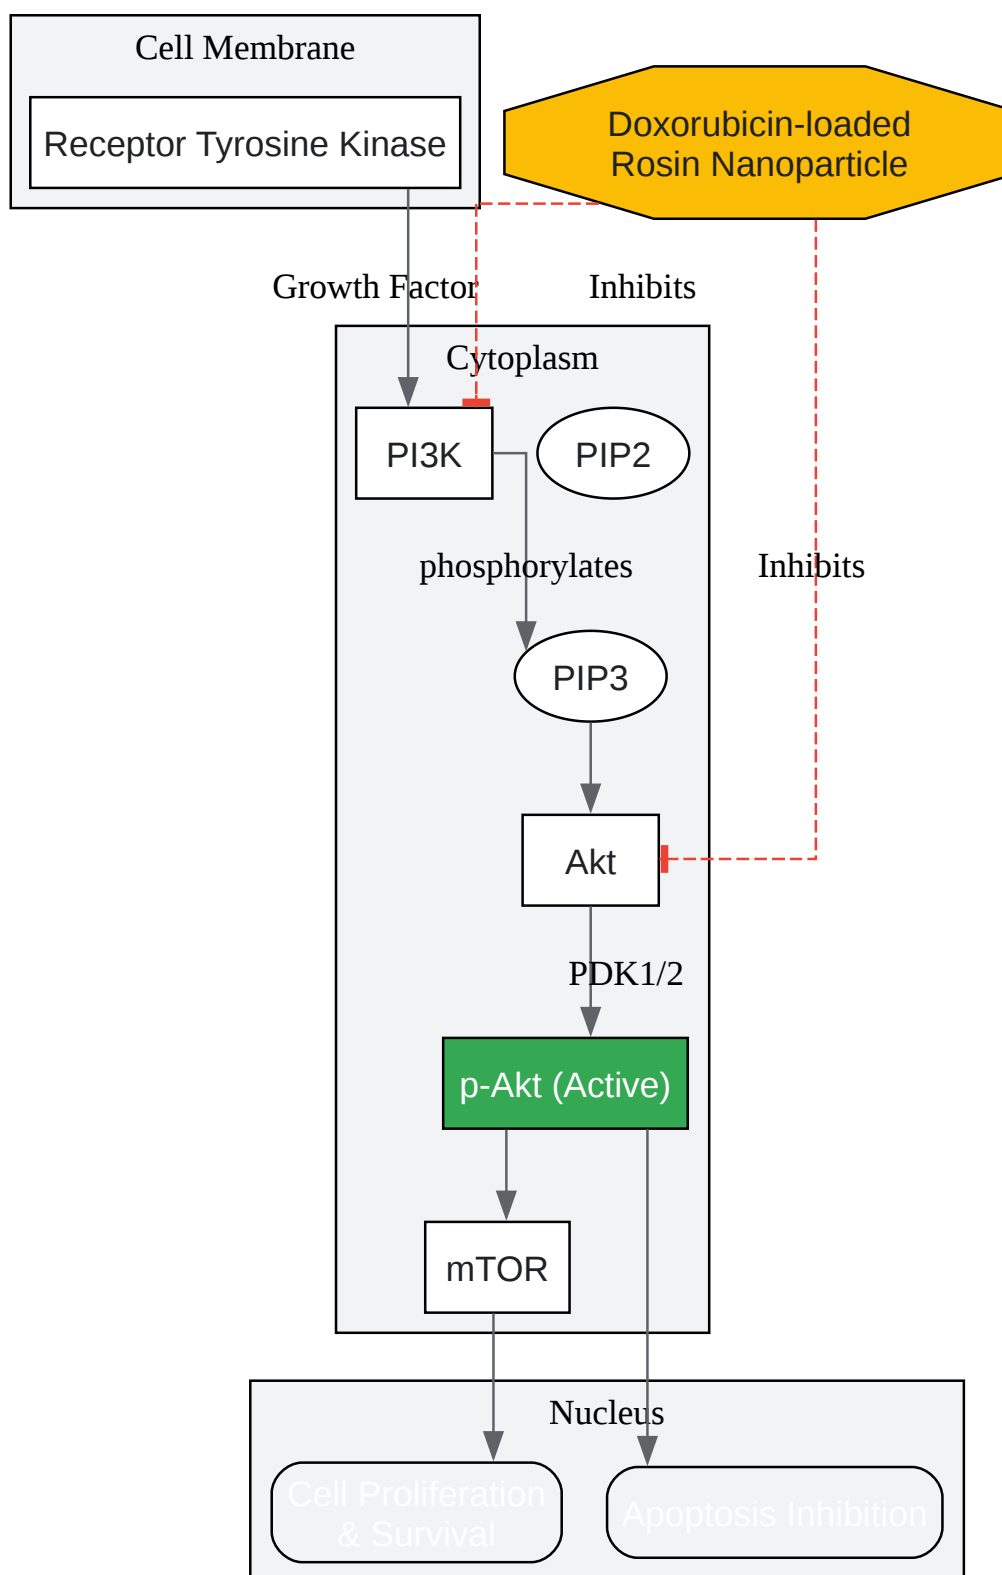 Cell Membrane
Receptor Tyrosine Kinase
Doxorubicin-loaded
Rosin Nanoparticle
Growth Factor
Inhibits
Cytoplasm
PI3K
PIP2
phosphorylates
Inhibits
PIP3
Akt
PDK1/2
p-Akt (Active)
mTOR
Nucleus
Cell Proliferation
& Survival
Apoptosis Inhibition